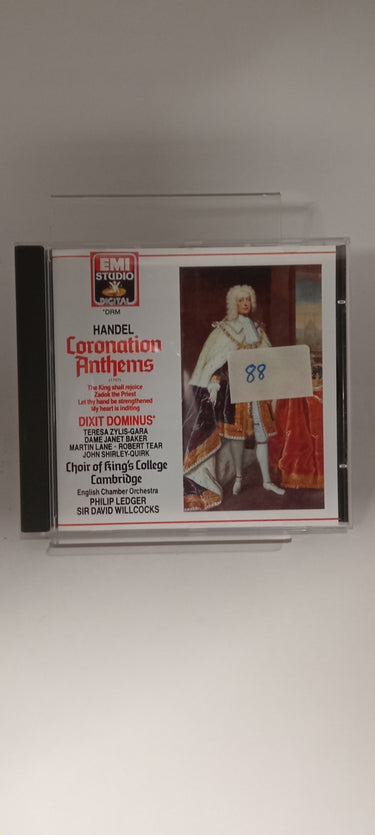 EMI
STUDIO
DIGITAL
*DRM
HANDEL
Coronation
Anthems
The King shall rejoice
Zadok the Priest
Let thy hand be strengthened
My heart is inditing
DIXIT DOMINUS*
TERESA ZYLIS-GARA
DAME JANET BAKER
MARTIN LANE · ROBERT TEAR
JOHN SHIRLEY-QUIRK
Choir of King's College
Cambridge
English Chamber Orchestra
PHILIP LEDGER
SIR DAVID WILLCOCKS
88